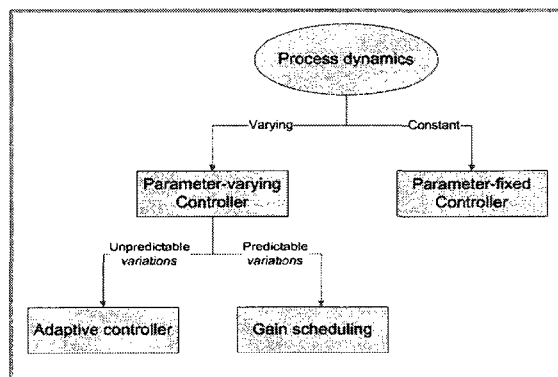 Process dynamics
Varying
Constant
Parameter-varying
Controller
Parameter-fixed
Controller
Unpredictable
variations
Predictable
variations
Adaptive controller
Gain scheduling